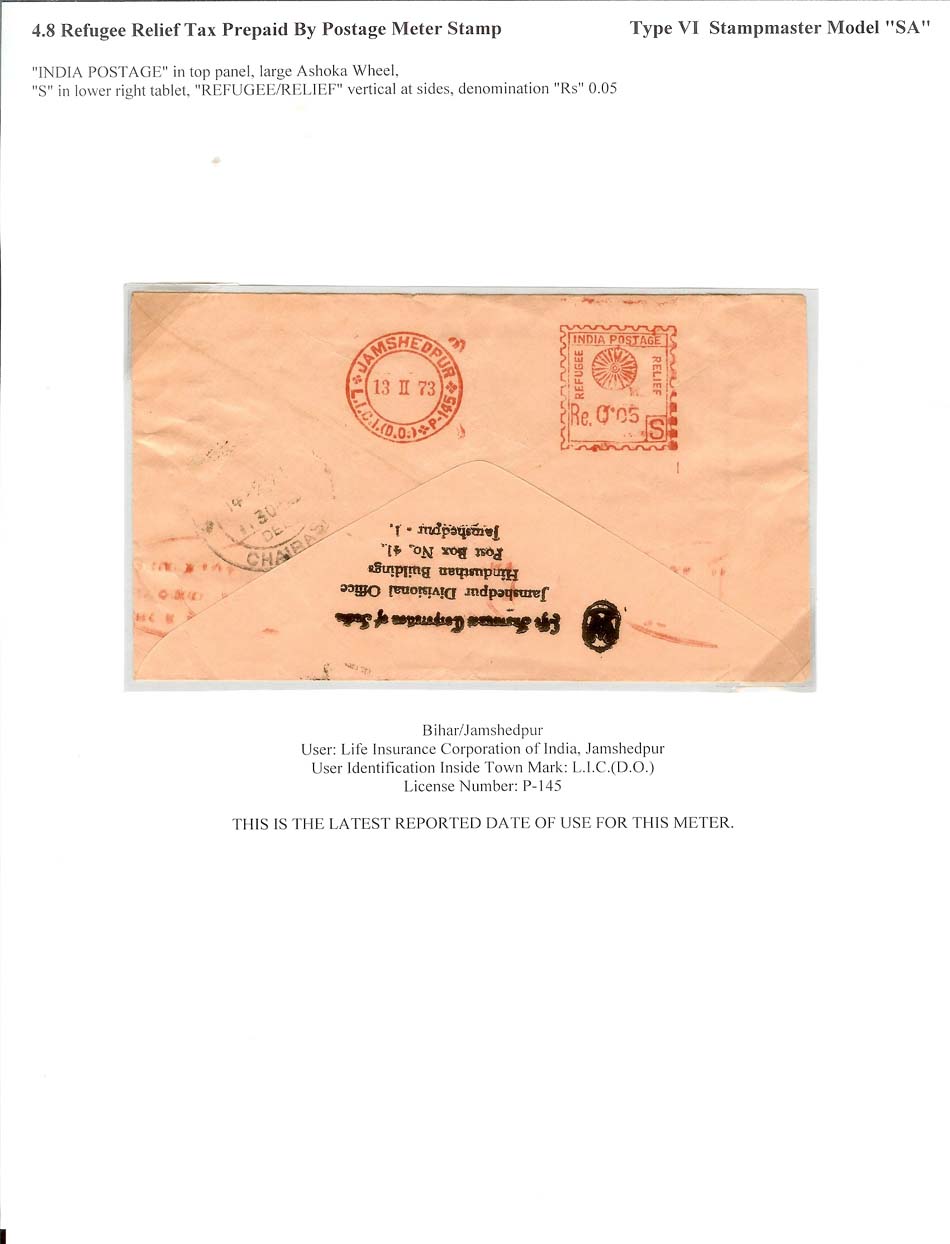 4.8 Refugee Relief Tax Prepaid By Postage Meter Stamp
Type VI Stampmaster Model "SA"
"INDIA POSTAGE" in top panel, large Ashoka Wheel,
"S" in lower right tablet, "REFUGEE/RELIEF" vertical at sides, denomination "Rs" 0.05
JAMSHEDPUR
13 II 73
L.I.C.I.(D.O.) P-145
INDIA POSTAGE
REFUGEE
RELIEF
Re. 0.05
S
30
CHAIBAS
Life Insurance Corporation of India
Jamshedpur Divisional Office
Hindusthan Buildings
Post Box No. 41,
Jamshedpur - 1.
Bihar/Jamshedpur
User: Life Insurance Corporation of India, Jamshedpur
User Identification Inside Town Mark: L.I.C.(D.O.)
License Number: P-145
THIS IS THE LATEST REPORTED DATE OF USE FOR THIS METER.